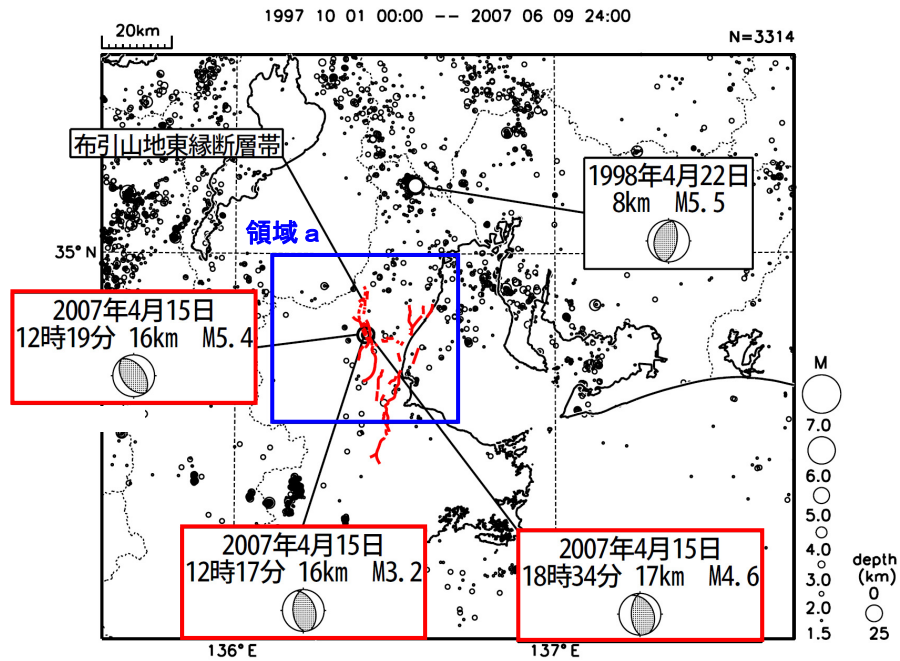 1997 10 01 00:00 -- 2007 06 09 24:00
20km
N=3314
布引山地東縁断層帯
1998年4月22日
8km M5.5
領域a
35°N
2007年4月15日
12時19分 16km M5.4
2007年4月15日
12時17分 16km M3.2
2007年4月15日
18時34分 17km M4.6
M
7.0
6.0
5.0
4.0
3.0
2.0
1.5
depth
(km)
0
25
136°E
137°E